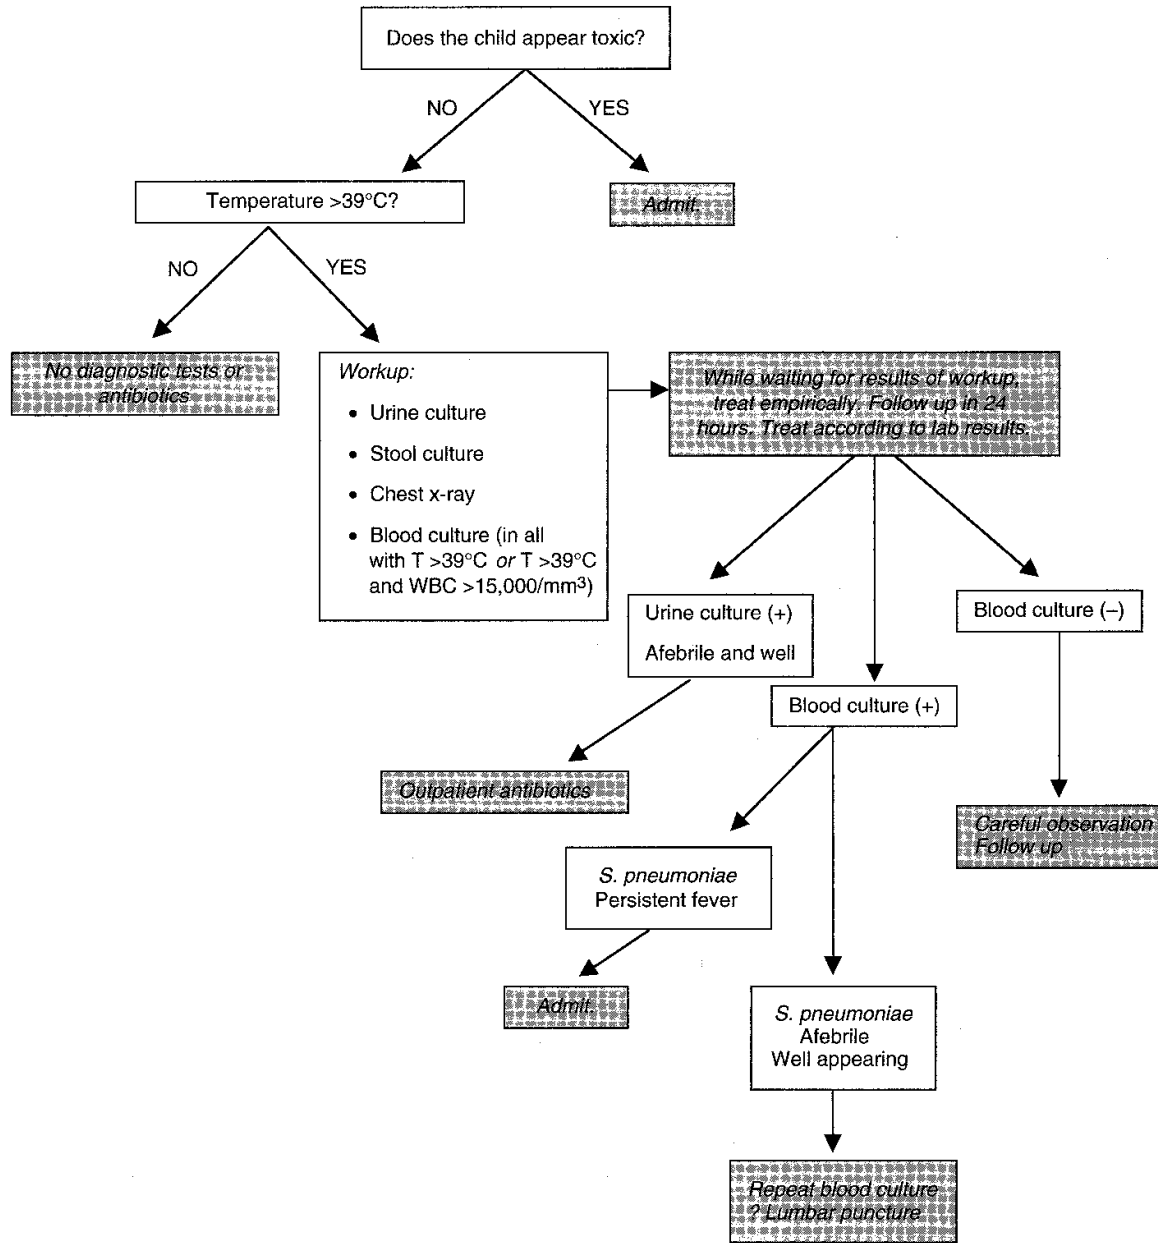 Does the child appear toxic?
NO
YES
Temperature >39°C?
Admit.
NO
YES
No diagnostic tests or
antibiotics
Workup:
• Urine culture
• Stool culture
• Chest x-ray
• Blood culture (in all
with T >39°C or T >39°C
and WBC >15,000/mm³)
While waiting for results of workup,
treat empirically. Follow up in 24
hours. Treat according to lab results.
Urine culture (+)
Afebrile and well
Blood culture (–)
Blood culture (+)
Outpatient antibiotics
Careful observation
Follow up
S. pneumoniae
Persistent fever
Admit.
S. pneumoniae
Afebrile
Well appearing
Repeat blood culture
? Lumbar puncture